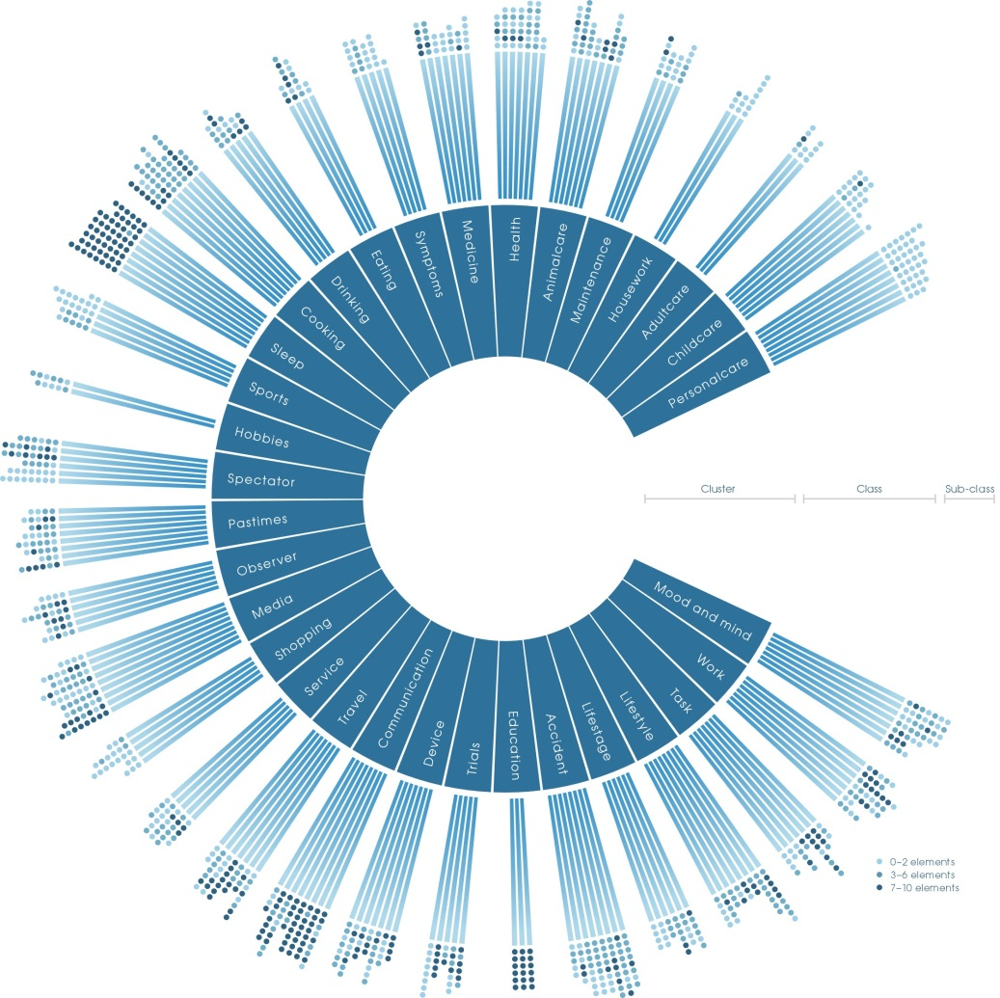 Health
Animalcare
Maintenance
Housework
Adultcare
Childcare
Personalcare
Medicine
Symptoms
Eating
Drinking
Cooking
Sleep
Sports
Hobbies
Spectator
Pastimes
Observer
Media
Shopping
Service
Travel
Communication
Device
Trials
Education
Accident
Lifestage
Lifestyle
Task
Work
Mood and mind
Cluster Class Sub-class
0–2 elements
3–6 elements
7–10 elements